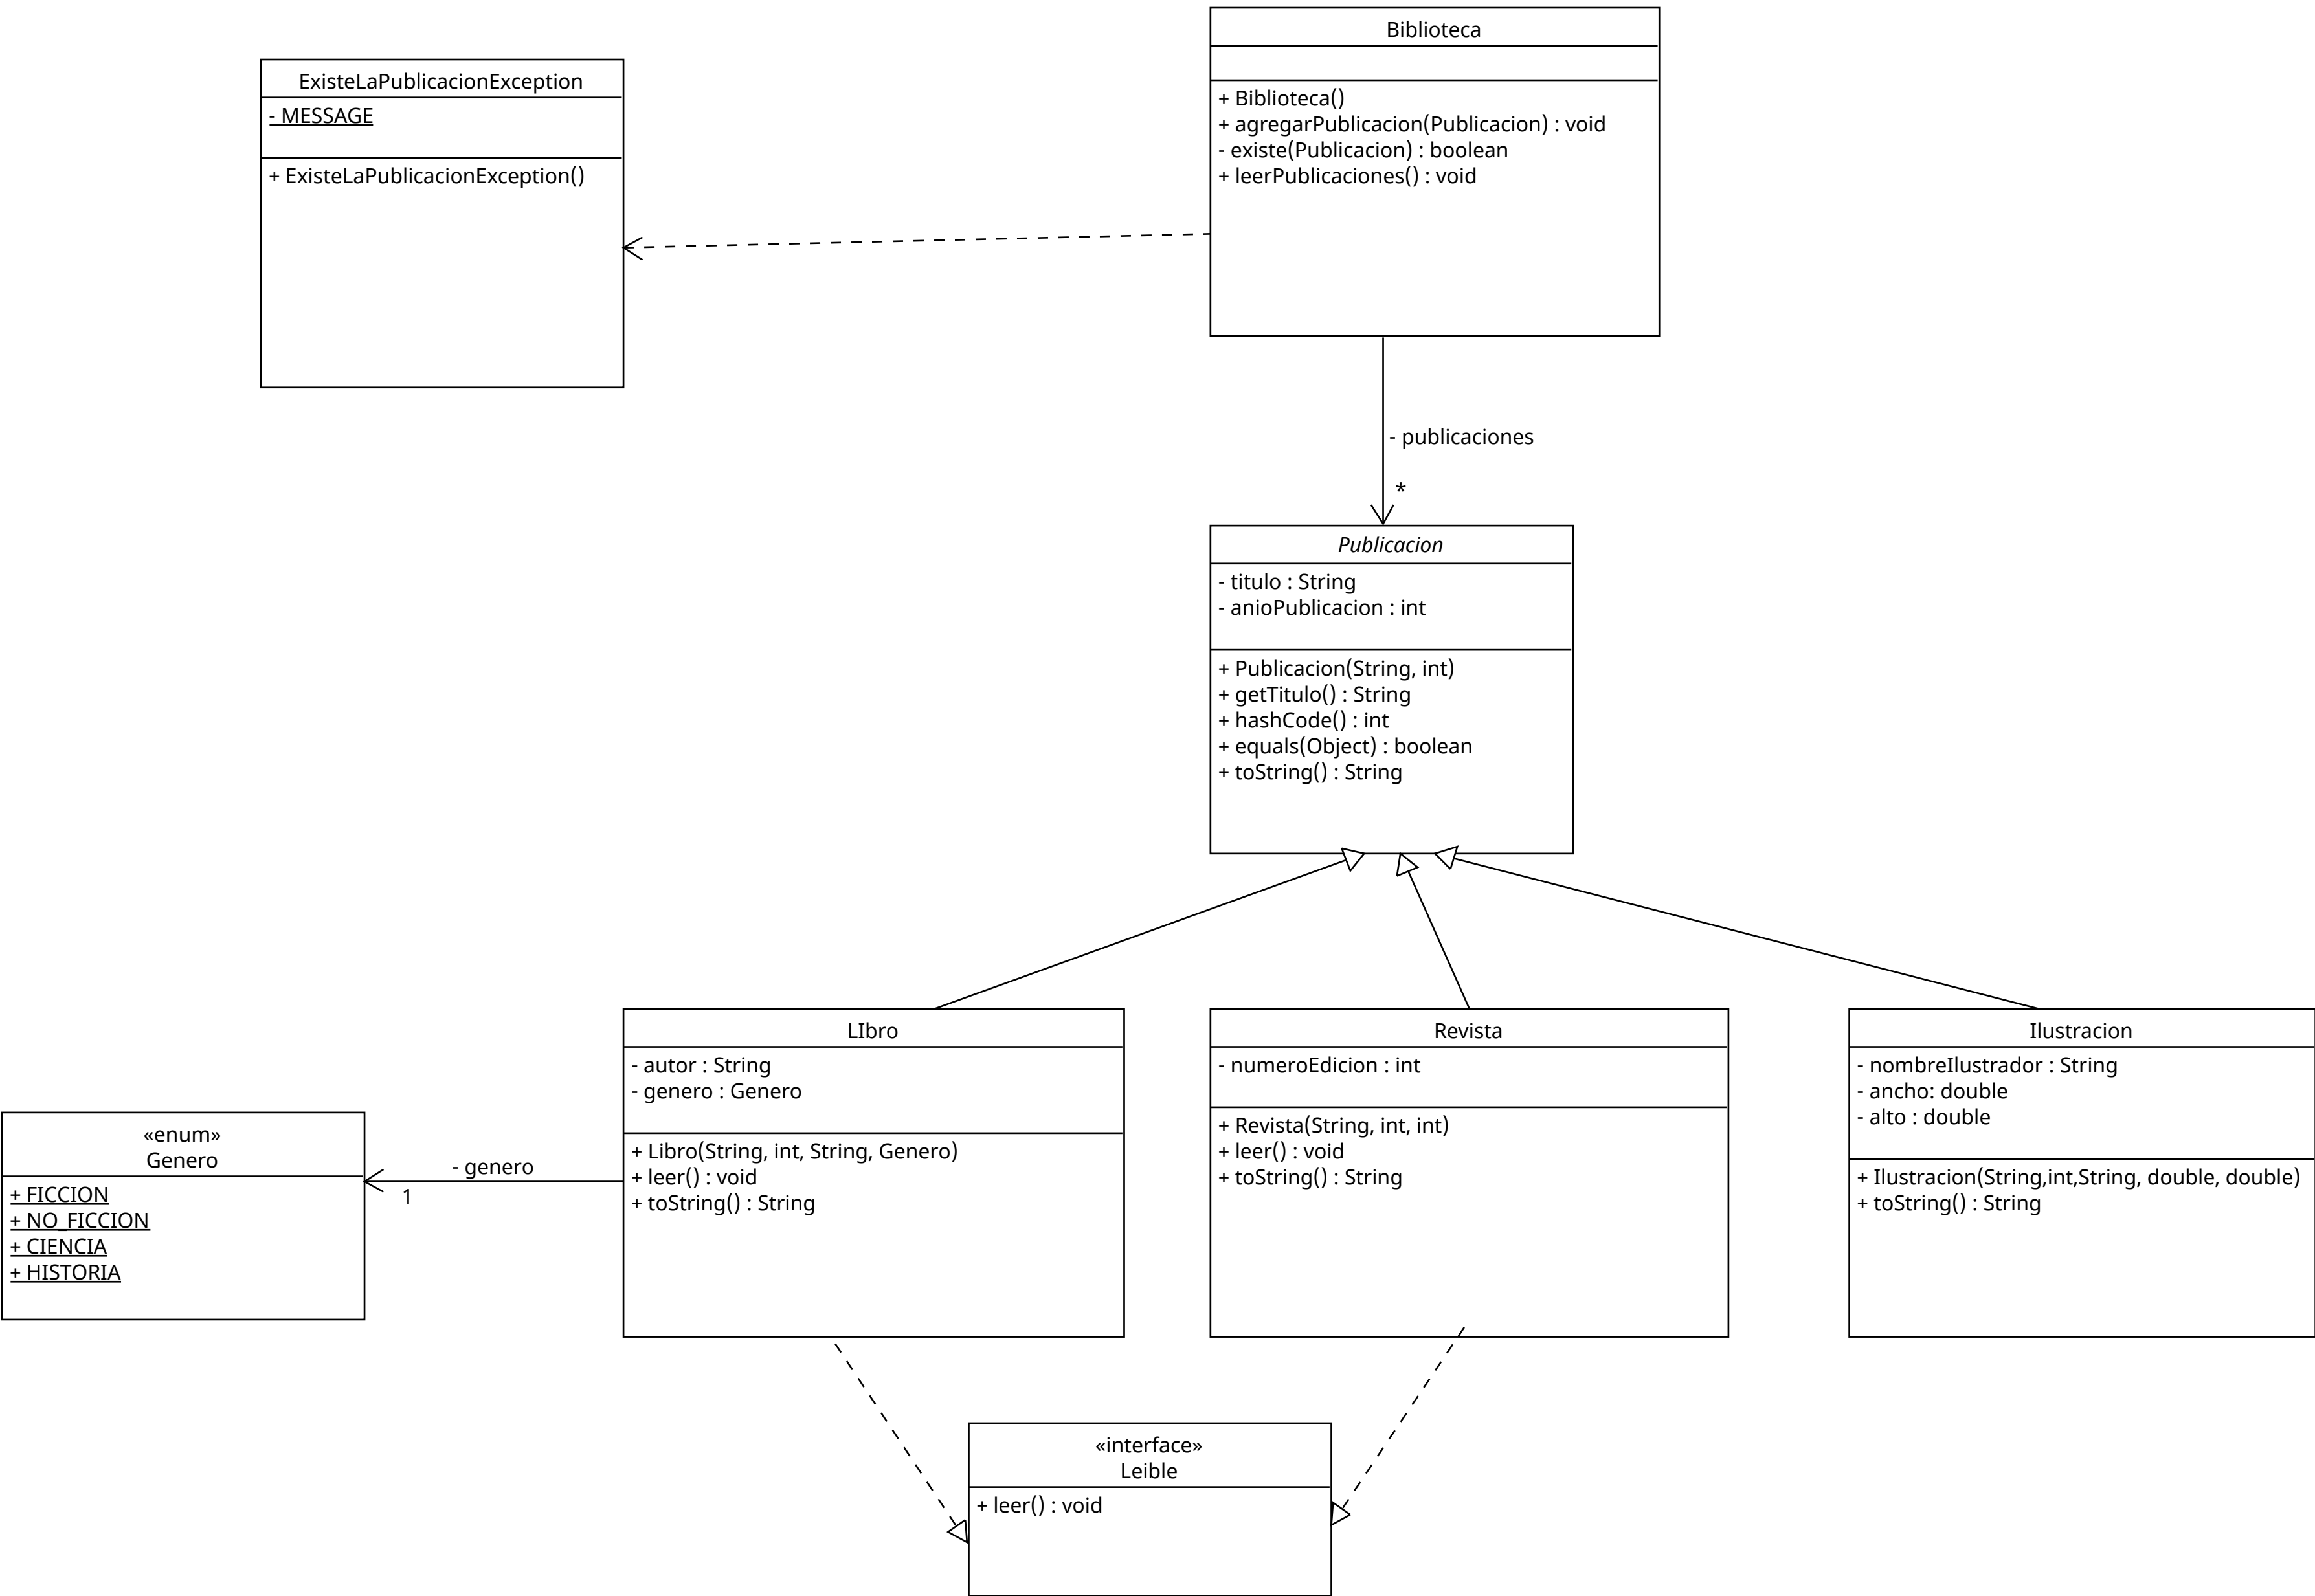 Biblioteca
+ Biblioteca()
+ agregarPublicacion(Publicacion) : void
- existe(Publicacion) : boolean
+ leerPublicaciones() : void
ExisteLaPublicacionException
- MESSAGE
+ ExisteLaPublicacionException()
- publicaciones
*
Publicacion
- titulo : String
- anioPublicacion : int
+ Publicacion(String, int)
+ getTitulo() : String
+ hashCode() : int
+ equals(Object) : boolean
+ toString() : String
LIbro
- autor : String
- genero : Genero
+ Libro(String, int, String, Genero)
+ leer() : void
+ toString() : String
Revista
- numeroEdicion : int
+ Revista(String, int, int)
+ leer() : void
+ toString() : String
Ilustracion
- nombreIlustrador : String
- ancho: double
- alto : double
+ Ilustracion(String,int,String, double, double)
+ toString() : String
«enum»
Genero
+ FICCION
+ NO_FICCION
+ CIENCIA
+ HISTORIA
- genero
1
«interface»
Leible
+ leer() : void